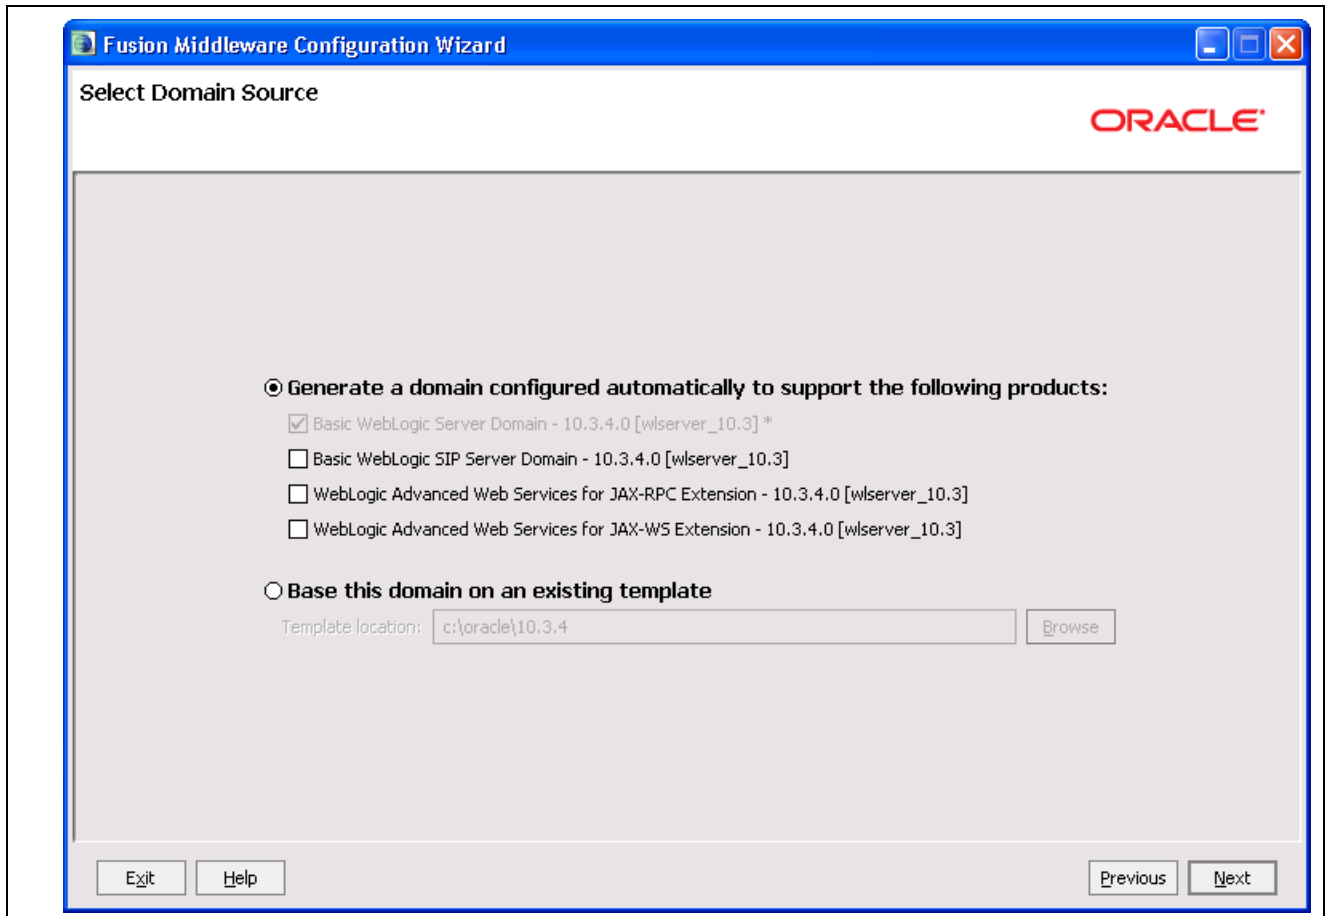 Fusion Middleware Configuration Wizard
Select Domain Source
ORACLE
Generate a domain configured automatically to support the following products:
Basic WebLogic Server Domain - 10.3.4.0 [wlserver_10.3] *
Basic WebLogic SIP Server Domain - 10.3.4.0 [wlserver_10.3]
WebLogic Advanced Web Services for JAX-RPC Extension - 10.3.4.0 [wlserver_10.3]
WebLogic Advanced Web Services for JAX-WS Extension - 10.3.4.0 [wlserver_10.3]
Base this domain on an existing template
Template location: c:\oracle\10.3.4 Browse
Exit Help Previous Next